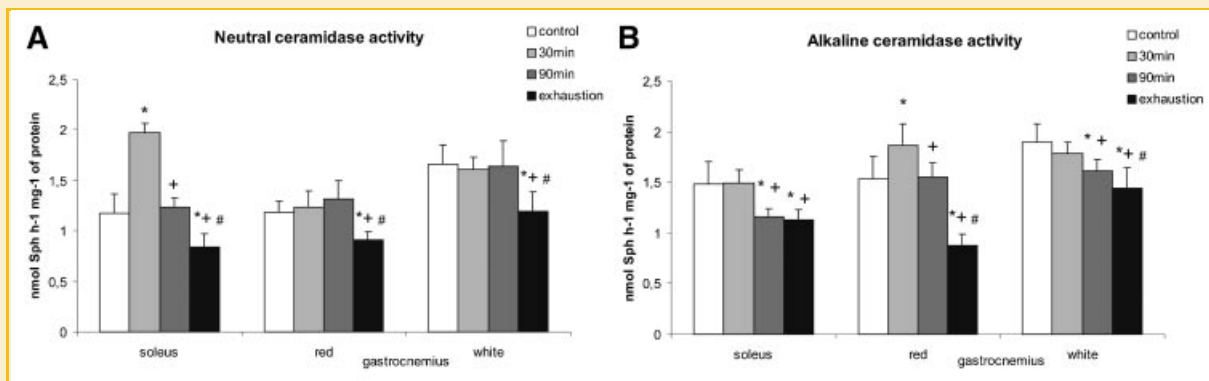 A
Neutral ceramidase activity
control
30min
90min
exhaustion
nmol Sph h-1 mg-1 of protein
2,5
2
1,5
1
0,5
0
*
+
*+
#
*+ #
*+ #
soleus
red
white
gastrocnemius
B
Alkaline ceramidase activity
control
30min
90min
exhaustion
nmol Sph h-1 mg-1 of protein
2,5
2
1,5
1
0,5
0
* +
* +
*
+
*+ #
* +
*+ #
soleus
red
white
gastrocnemius